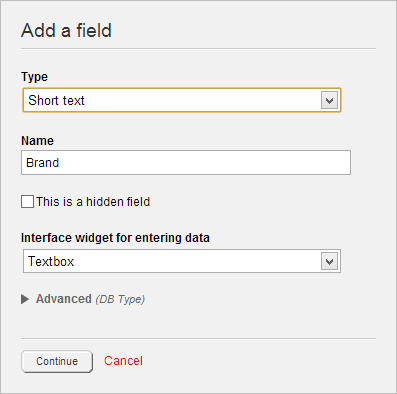 Add a field
Type
Short text
Name
Brand
This is a hidden field
Interface widget for entering data
Textbox
Advanced (DB Type)
Continue Cancel